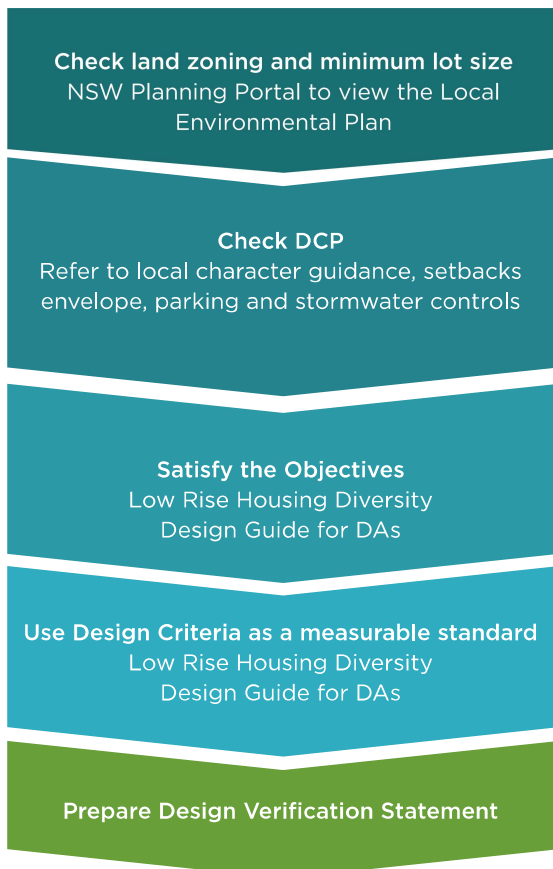 Check land zoning and minimum lot size
NSW Planning Portal to view the Local
Environmental Plan
Check DCP
Refer to local character guidance, setbacks
envelope, parking and stormwater controls
Satisfy the Objectives
Low Rise Housing Diversity
Design Guide for DAs
Use Design Criteria as a measurable standard
Low Rise Housing Diversity
Design Guide for DAs
Prepare Design Verification Statement